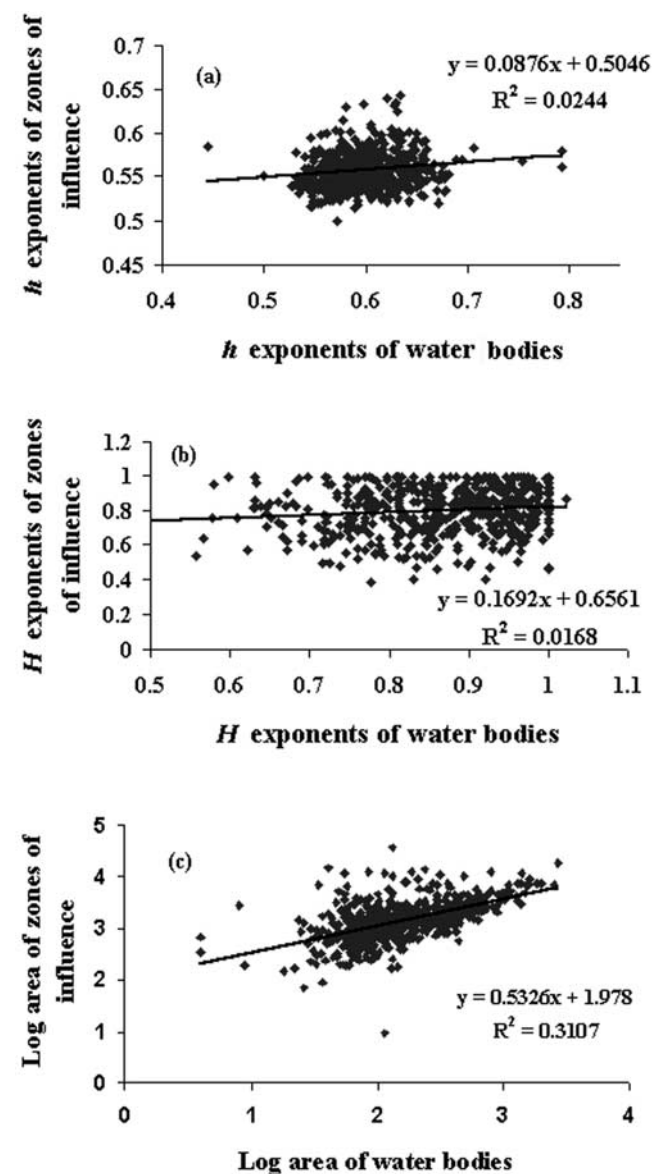 0.7
(a)
y = 0.0876x + 0.5046
R² = 0.0244
0.65
0.6
0.55
0.5
0.45
0.4 0.5 0.6 0.7 0.8
h exponents of zones of
influence
h exponents of water bodies
1.2
(b)
1
0.8
0.6
0.4
0.2
0
y = 0.1692x + 0.6561
R² = 0.0168
0.5 0.6 0.7 0.8 0.9 1 1.1
H exponents of zones
of influence
H exponents of water bodies
5
(c)
4
3
2
1
0
y = 0.5326x + 1.978
R² = 0.3107
0 1 2 3 4
Log area of zones of
influence
Log area of water bodies